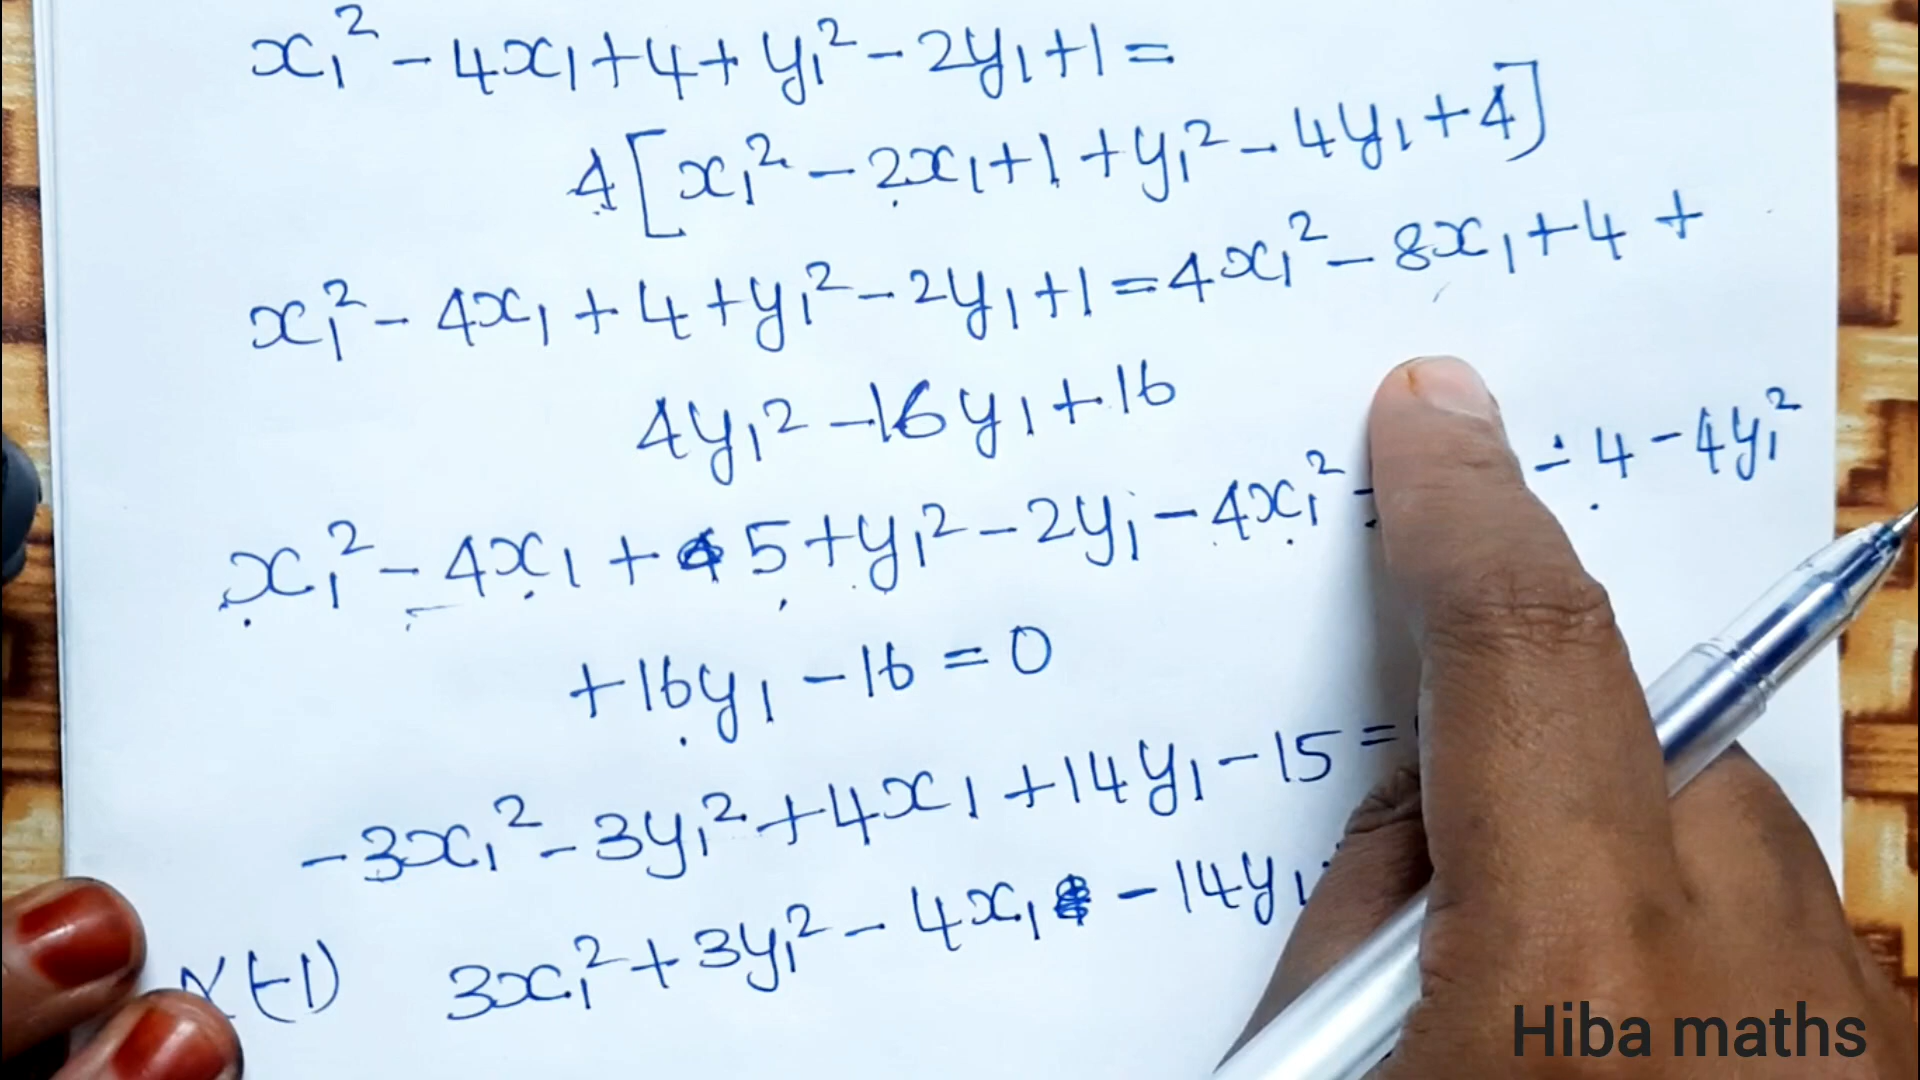 x₁² - 4x₁ + 4 + y₁² - 2y₁ + 1 =
4[x₁² - 2x₁ + 1 + y₁² - 4y₁ + 4]
x₁² - 4x₁ + 4 + y₁² - 2y₁ + 1 = 4x₁² - 8x₁ + 4 +
4y₁² - 16y₁ + 16
x₁² - 4x₁ + 5 + y₁² - 2y₁ - 4x₁² - 4 - 4y₁²
+ 16y₁ - 16 = 0
-3x₁² - 3y₁² + 4x₁ + 14y₁ - 15 =
x(-1) 3x₁² + 3y₁² - 4x₁ - 14y₁
Hiba maths